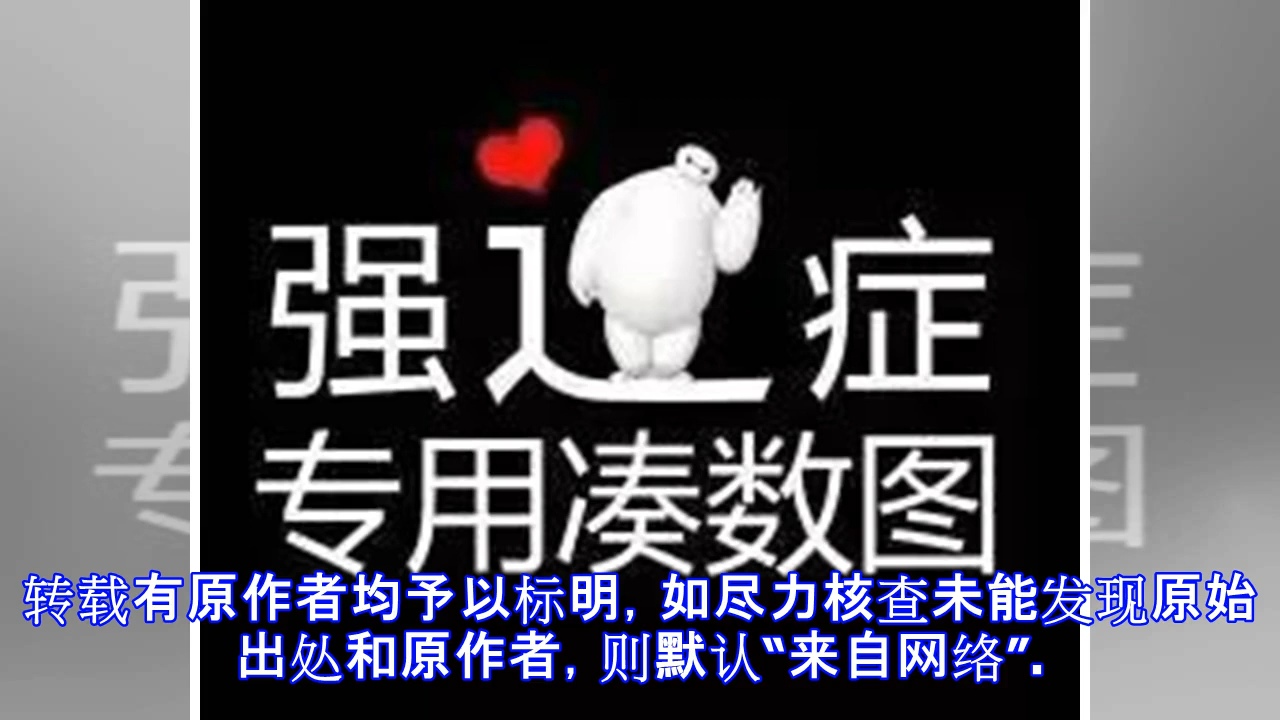 强迫症
专用凑数图
转载有原作者均予以标明, 如尽力核查未能发现原始
出处和原作者, 则默认“来自网络”.